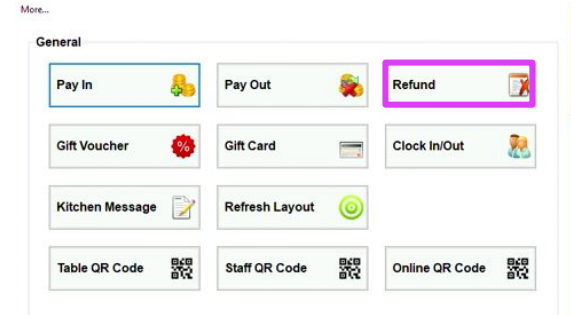 More...
General
Pay In
Pay Out
Refund
Gift Voucher
%
Gift Card
Clock In/Out
Kitchen Message
Refresh Layout
Table QR Code
Staff QR Code
Online QR Code